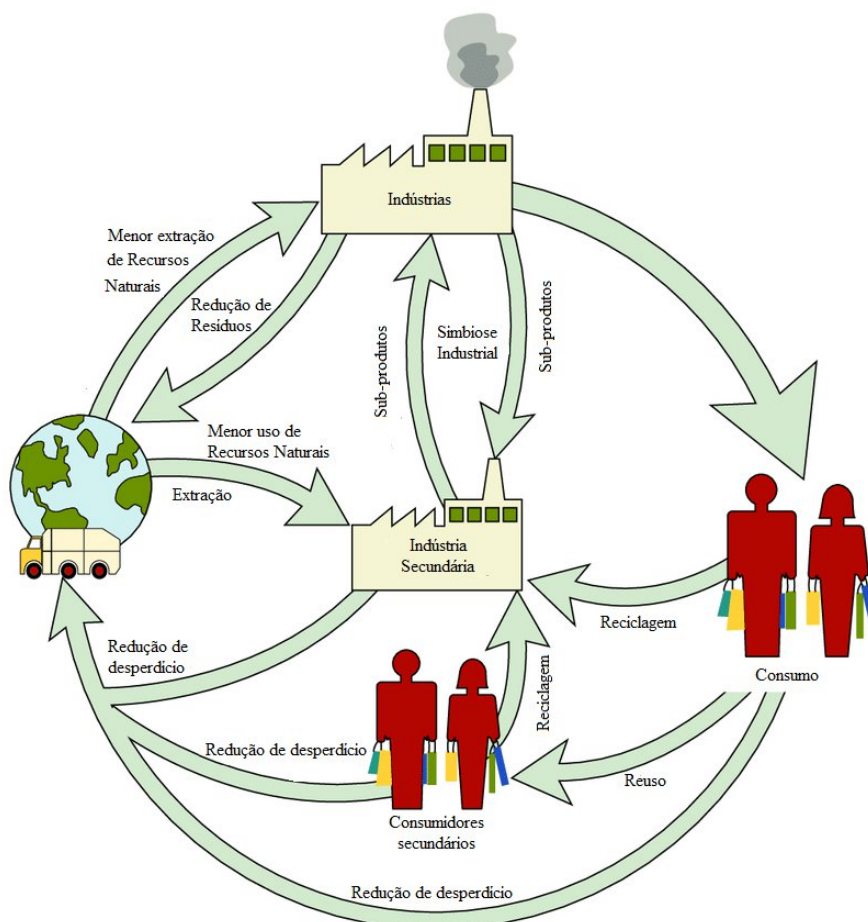 Indústrias
Menor extração
de Recursos
Naturais
Redução de
Resíduos
Sub-produtos
Simbiose
Industrial
Sub-produtos
Menor uso de
Recursos Naturais
Extração
Indústria
Secundária
Reciclagem
Consumo
Redução de
desperdício
Reciclagem
Redução de desperdício
Reuso
Consumidores
secundários
Redução de desperdício